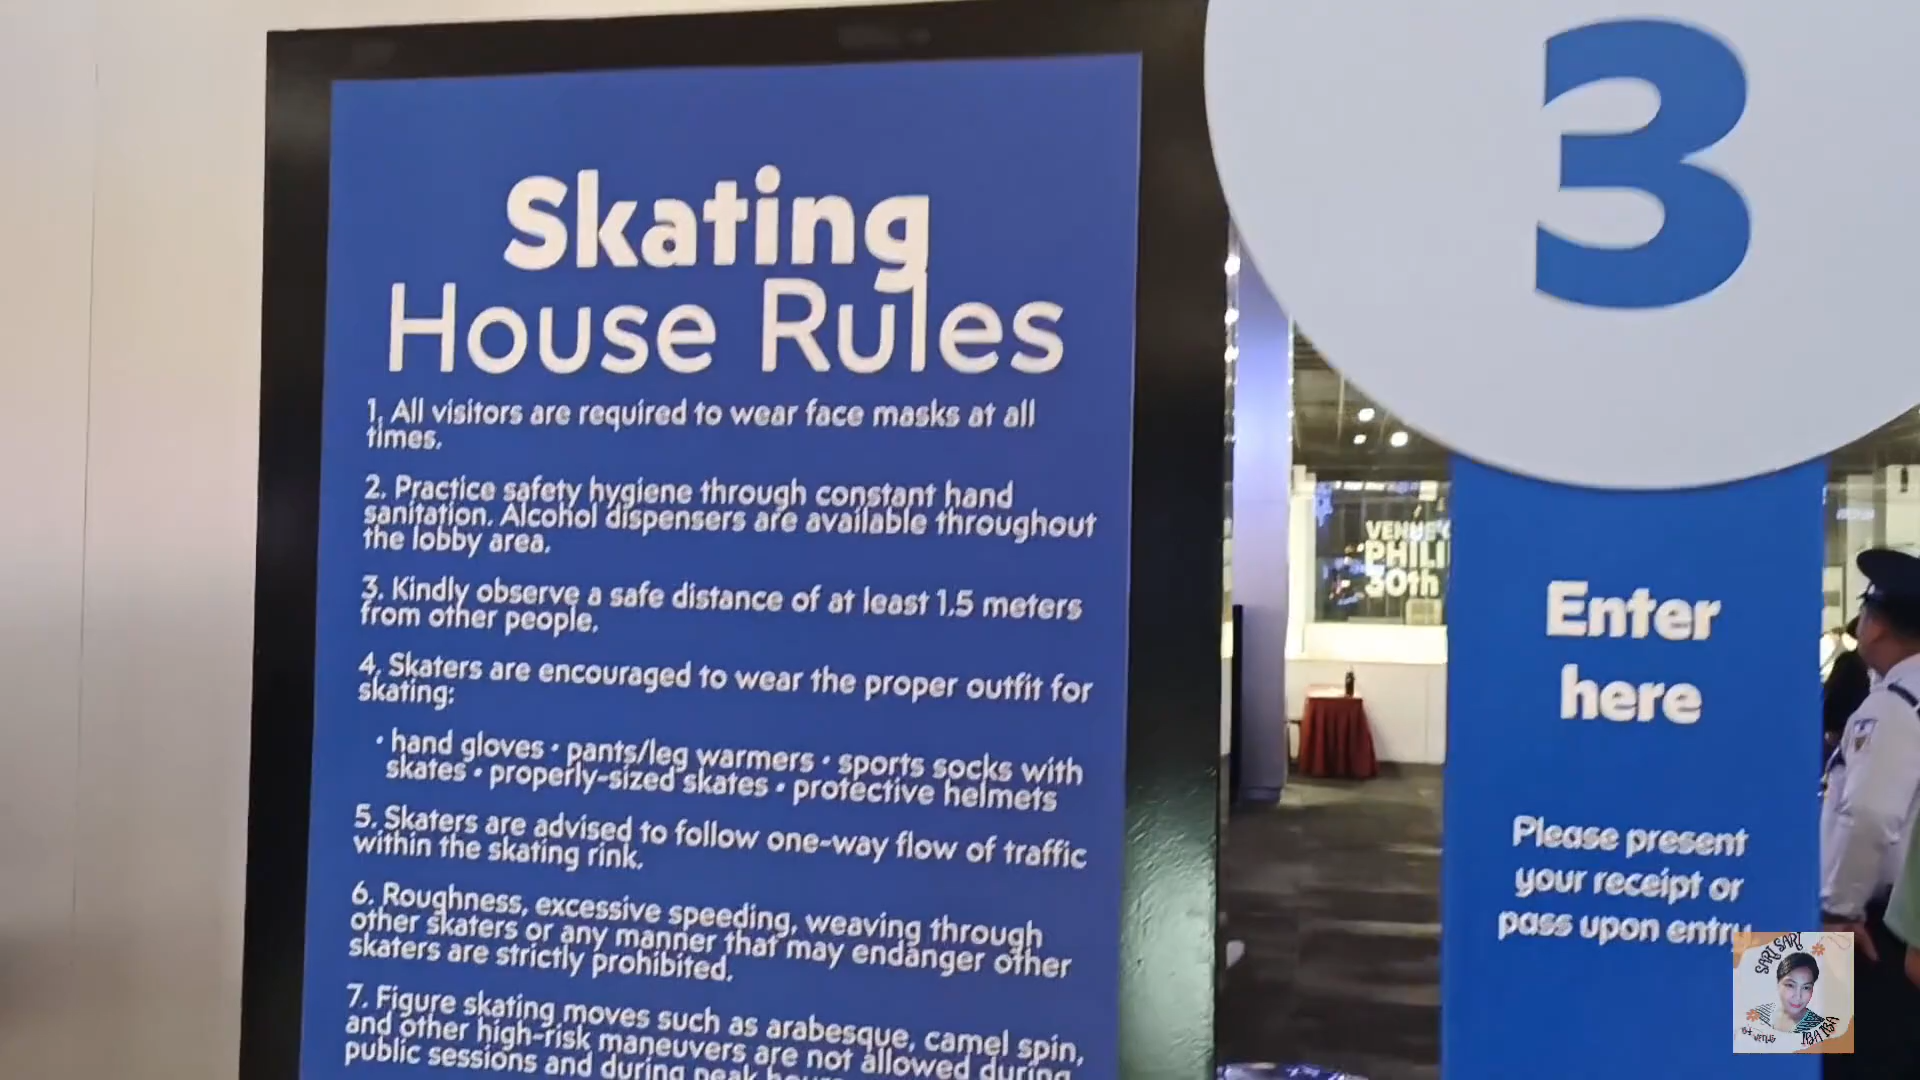 Skating
House Rules
1. All visitors are required to wear face masks at all
times.
2. Practice safety hygiene through constant hand
sanitation. Alcohol dispensers are available throughout
the lobby area.
3. Kindly observe a safe distance of at least 1.5 meters
from other people.
4. Skaters are encouraged to wear the proper outfit for
skating:
• hand gloves • pants/leg warmers • sports socks with
skates • properly-sized skates • protective helmets
5. Skaters are advised to follow one-way flow of traffic
within the skating rink.
6. Roughness, excessive speeding, weaving through
other skaters or any manner that may endanger other
skaters are strictly prohibited.
7. Figure skating moves such as arabesque, camel spin,
and other high-risk maneuvers are not allowed during
public sessions and during peak
3
Enter
here
Please present
your receipt or
pass upon entry
VENUE
PHILI
30th
SARI SARI
IBA IBA